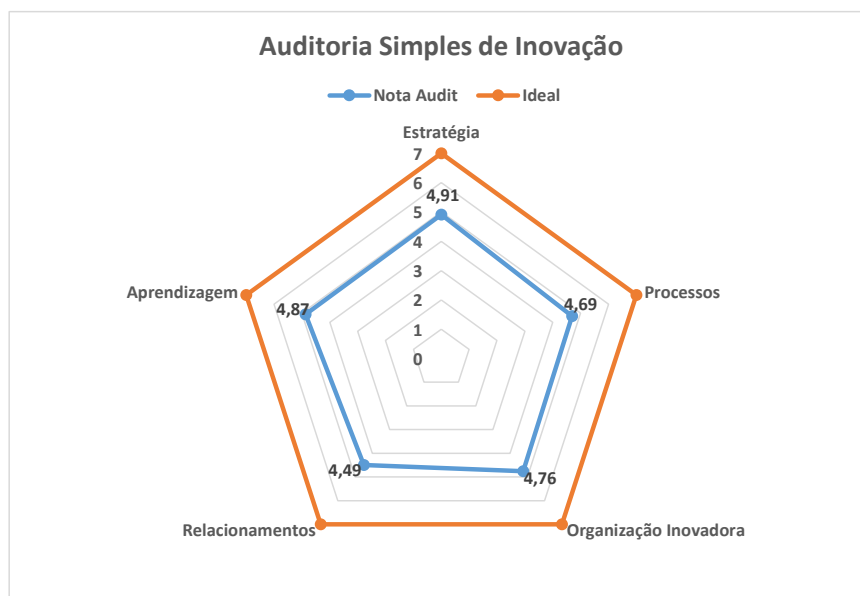 Auditoria Simples de Inovação
Nota Audit
Ideal
Estratégia
7
6
4,91
5
4
3
2
1
0
Aprendizagem
4,87
Processos
4,69
4,49
4,76
Relacionamentos
Organização Inovadora